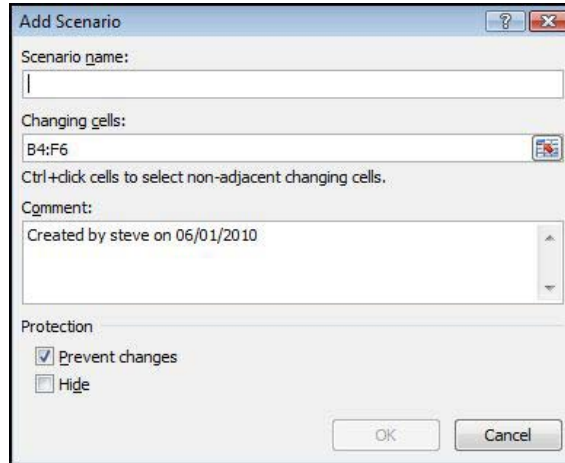 Add Scenario
Scenario name:
Changing cells:
B4:F6
Ctrl+click cells to select non-adjacent changing cells.
Comment:
Created by steve on 06/01/2010
Protection
Prevent changes
Hide
OK Cancel